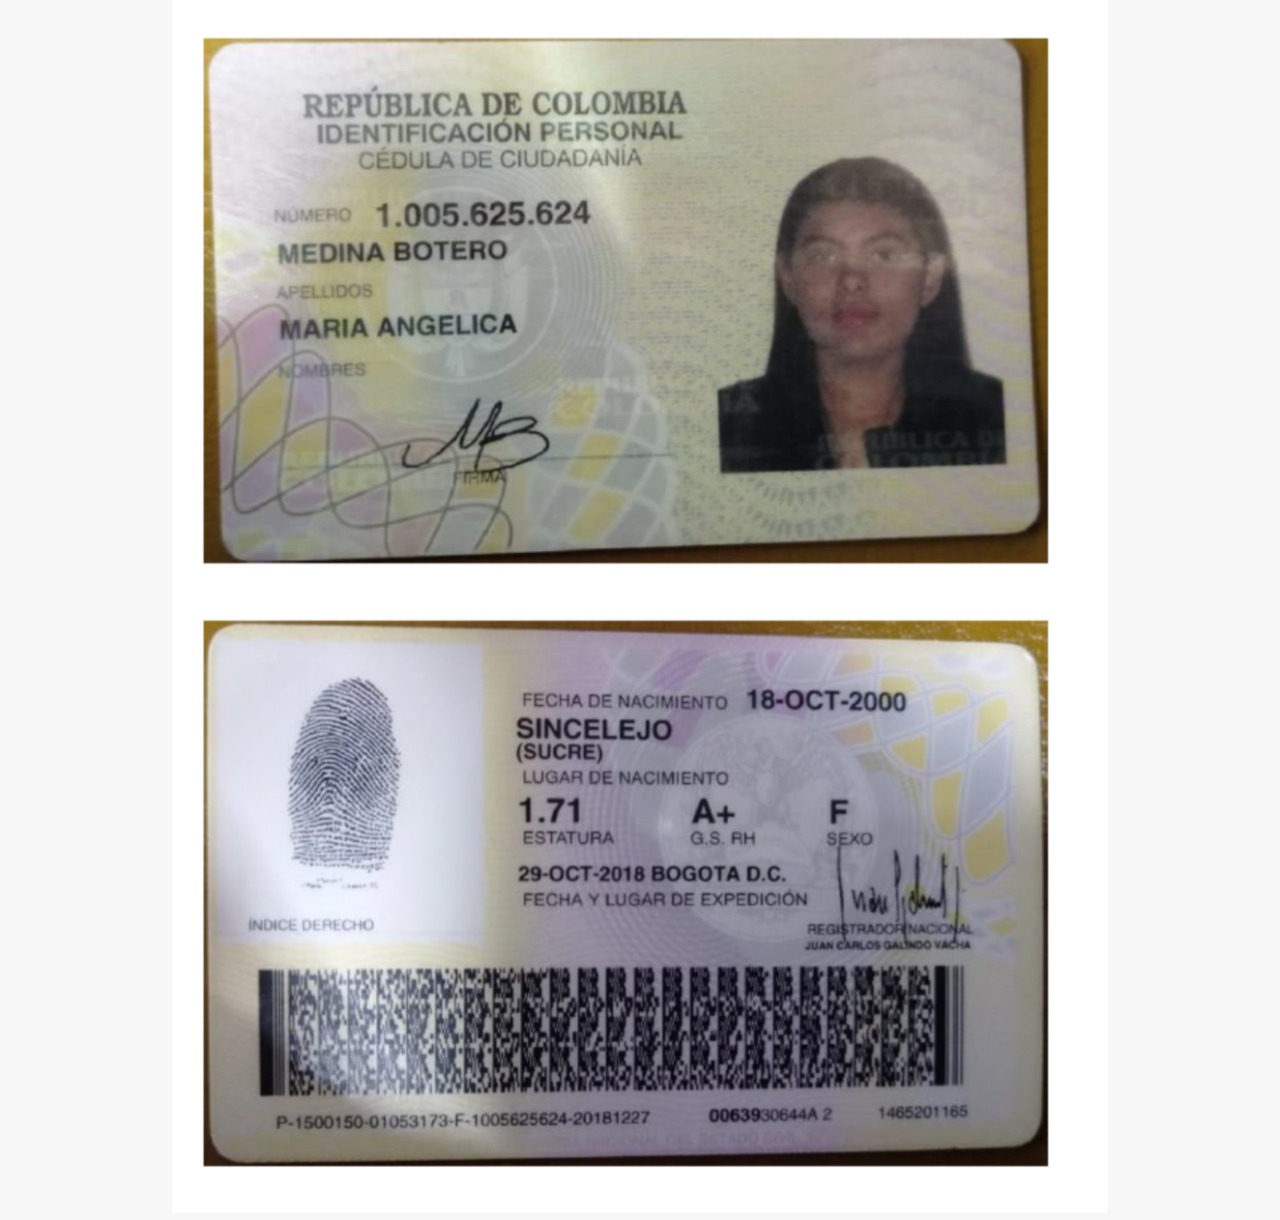 REPÚBLICA DE COLOMBIA
IDENTIFICACIÓN PERSONAL
CÉDULA DE CIUDADANÍA
NÚMERO 1.005.625.624
MEDINA BOTERO
APELLIDOS
MARIA ANGELICA
NOMBRES
FIRMA
FECHA DE NACIMIENTO 18-OCT-2000
SINCELEJO
(SUCRE)
LUGAR DE NACIMIENTO
1.71 A+ F
ESTATURA G.S. RH SEXO
29-OCT-2018 BOGOTA D.C.
FECHA Y LUGAR DE EXPEDICIÓN
ÍNDICE DERECHO
REGISTRADOR NACIONAL
JUAN CARLOS GALINDO VACHA
P-1500150-01053173-F-1005625624-20181227 0063930644A 2 1465201165